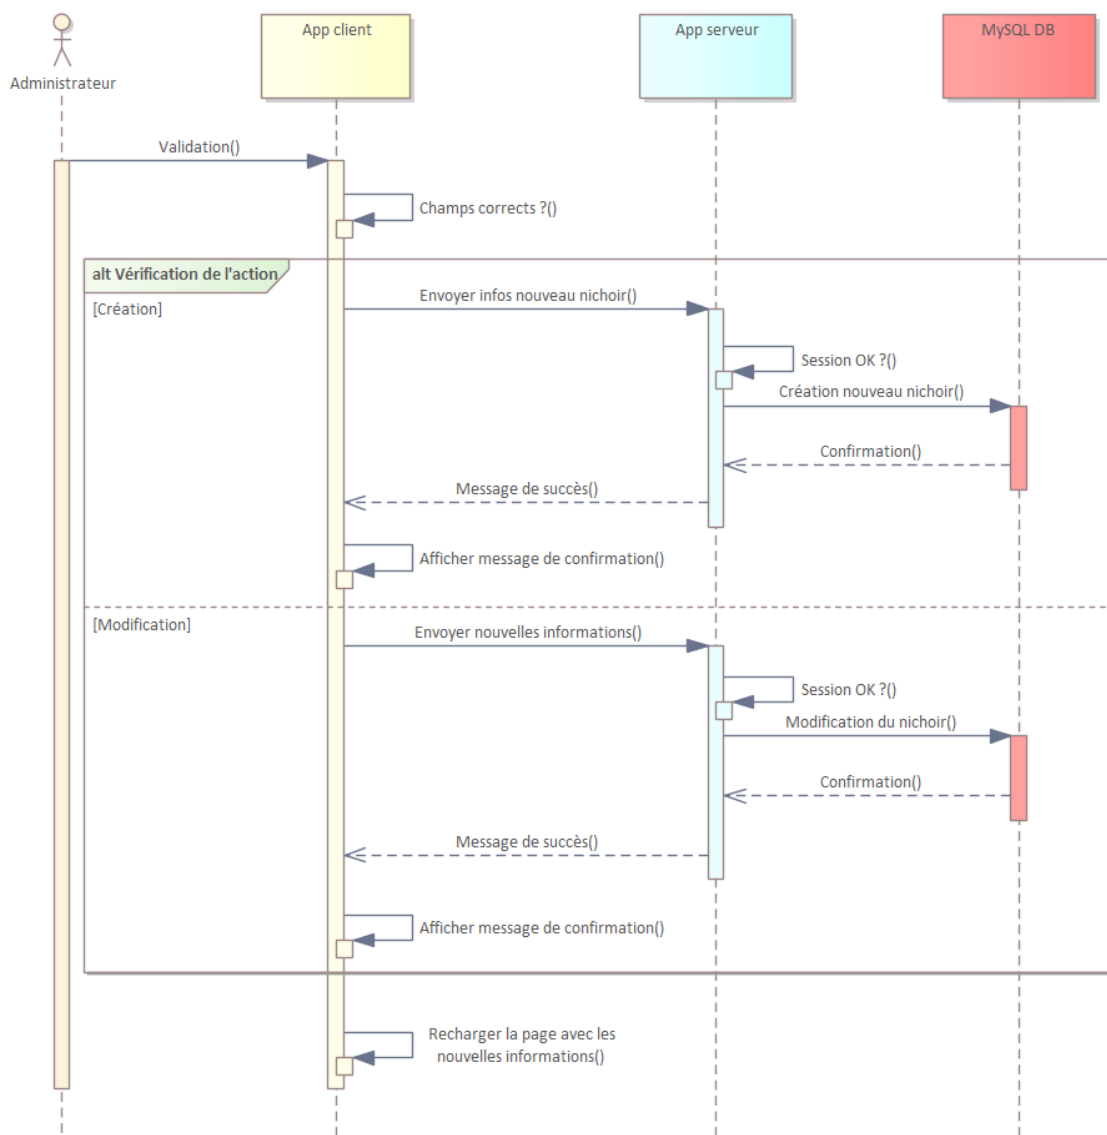 App client
App serveur
MySQL DB
Administrateur
Validation()
Champs corrects ?()
alt Vérification de l'action
[Création]
Envoyer infos nouveau nichoir()
Session OK ?()
Création nouveau nichoir()
Confirmation()
Message de succès()
Afficher message de confirmation()
[Modification]
Envoyer nouvelles informations()
Session OK ?()
Modification du nichoir()
Confirmation()
Message de succès()
Afficher message de confirmation()
Recharger la page avec les
nouvelles informations()